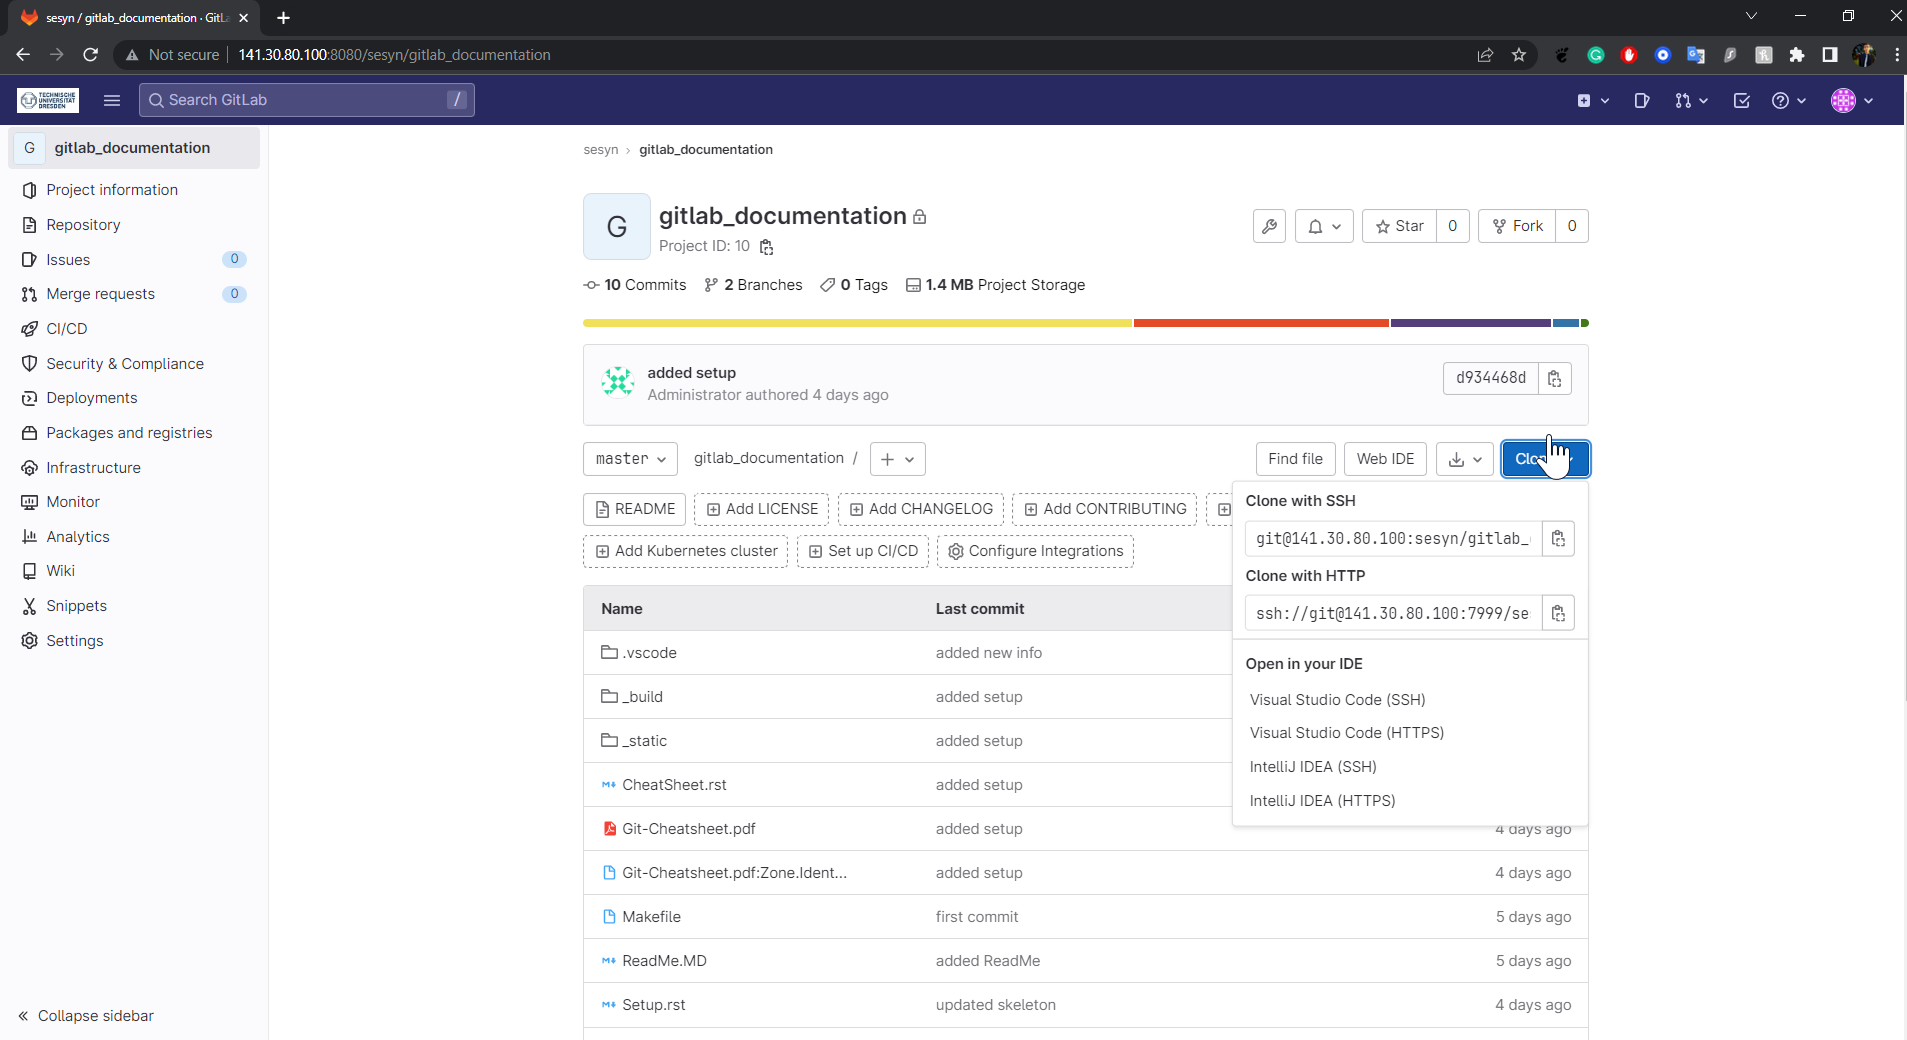 sesyn / gitlab_documentation · GitLa
Not secure
141.30.80.100:8080/sesyn/gitlab_documentation
TECHNISCHE
UNIVERSITÄT
DRESDEN
Search GitLab
/
G
gitlab_documentation
Project information
Repository
Issues
0
Merge requests
0
CI/CD
Security & Compliance
Deployments
Packages and registries
Infrastructure
Monitor
Analytics
Wiki
Snippets
Settings
Collapse sidebar
sesyn › gitlab_documentation
G
gitlab_documentation
Project ID: 10
Star 0
Fork 0
10 Commits
2 Branches
0 Tags
1.4 MB Project Storage
added setup
Administrator authored 4 days ago
d934468d
master
gitlab_documentation /
Find file
Web IDE
README
Add LICENSE
Add CHANGELOG
Add CONTRIBUTING
Add Kubernetes cluster
Set up CI/CD
Configure Integrations
Clone with SSH
git@141.30.80.100:sesyn/gitlab_
Clone with HTTP
ssh://git@141.30.80.100:7999/se
Open in your IDE
Visual Studio Code (SSH)
Visual Studio Code (HTTPS)
IntelliJ IDEA (SSH)
IntelliJ IDEA (HTTPS)
Name Last commit
.vscode added new info
_build added setup
_static added setup
CheatSheet.rst added setup
Git-Cheatsheet.pdf added setup 4 days ago
Git-Cheatsheet.pdf:Zone.Ident... added setup 4 days ago
Makefile first commit 5 days ago
ReadMe.MD added ReadMe 5 days ago
Setup.rst updated skeleton 4 days ago